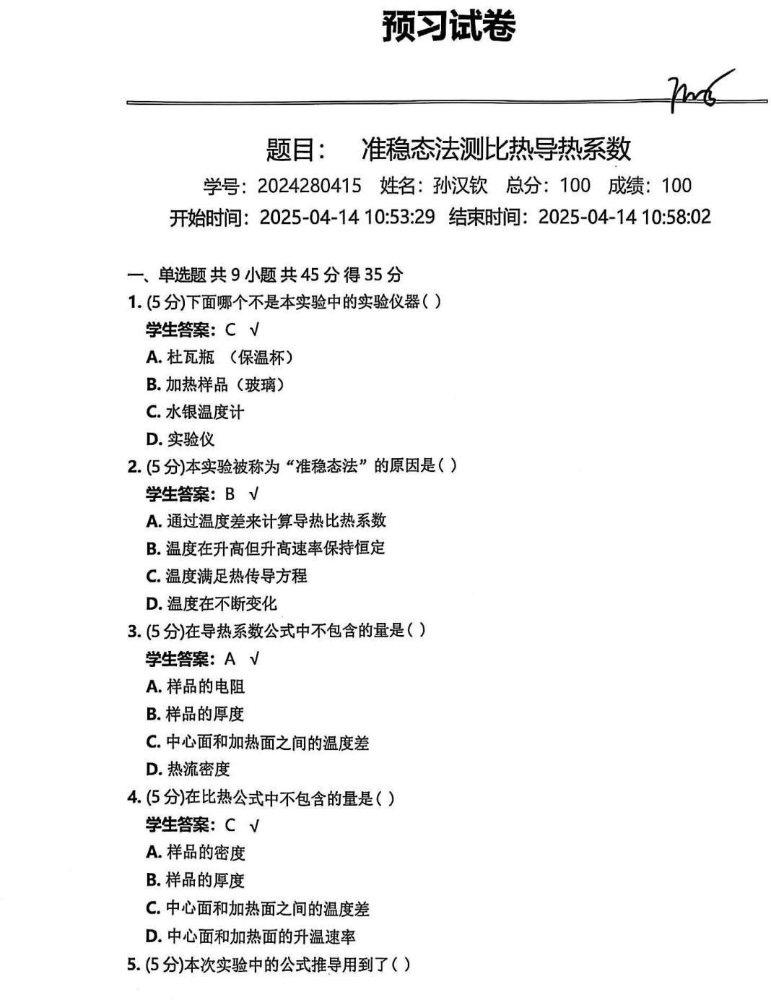 预习试卷
题目： 准稳态法测比热导热系数
学号：2024280415 姓名：孙汉钦 总分：100 成绩：100
开始时间：2025-04-14 10:53:29 结束时间：2025-04-14 10:58:02
一、单选题 共 9 小题 共 45 分 得 35 分
1. (5 分)下面哪个不是本实验中的实验仪器( )
学生答案：C √
A. 杜瓦瓶 （保温杯）
B. 加热样品（玻璃）
C. 水银温度计
D. 实验仪
2. (5 分)本实验被称为“准稳态法”的原因是( )
学生答案：B √
A. 通过温度差来计算导热比热系数
B. 温度在升高但升高速率保持恒定
C. 温度满足热传导方程
D. 温度在不断变化
3. (5 分)在导热系数公式中不包含的量是( )
学生答案：A √
A. 样品的电阻
B. 样品的厚度
C. 中心面和加热面之间的温度差
D. 热流密度
4. (5 分)在比热公式中不包含的量是( )
学生答案：C √
A. 样品的密度
B. 样品的厚度
C. 中心面和加热面之间的温度差
D. 中心面和加热面的升温速率
5. (5 分)本次实验中的公式推导用到了( )